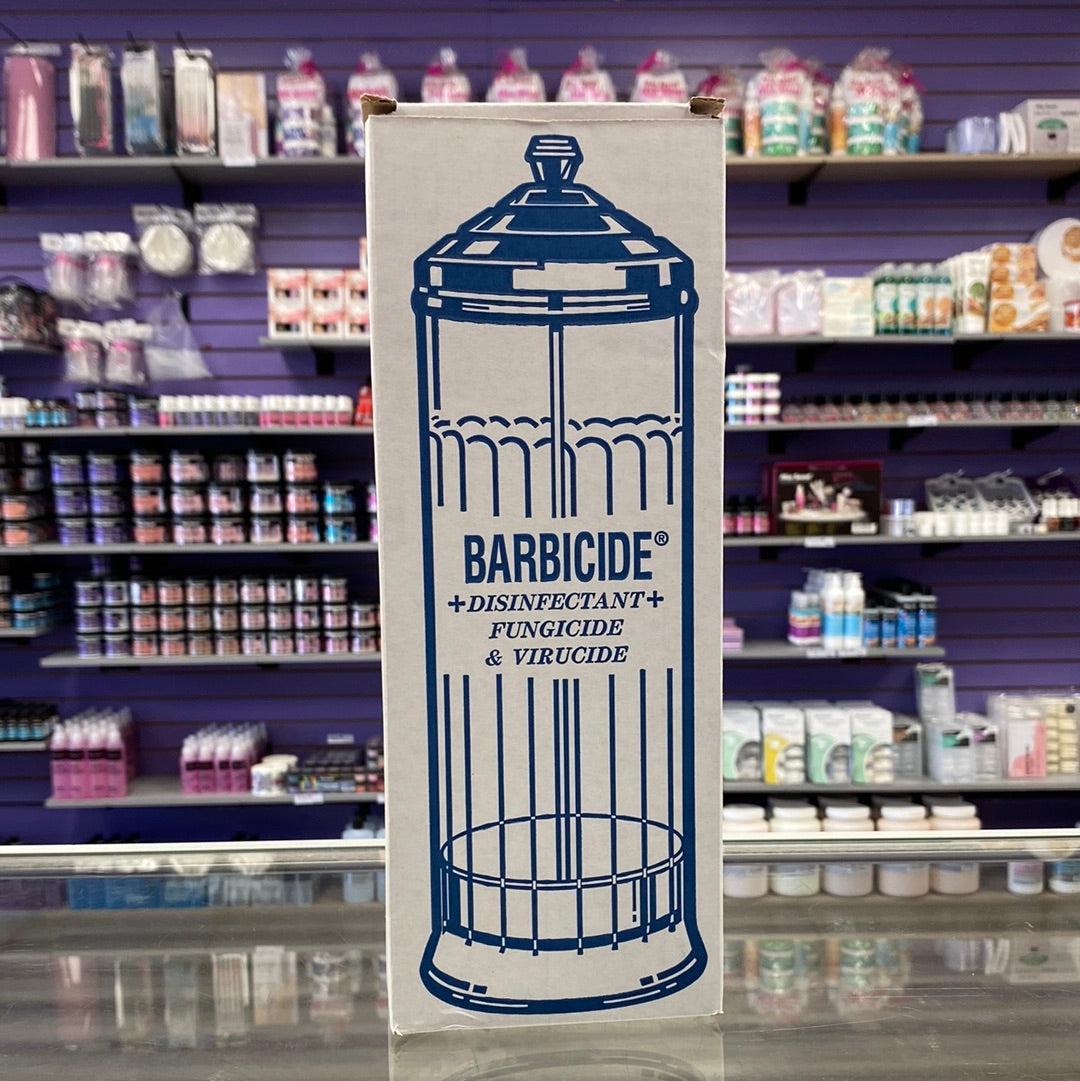 BARBICIDE®
+DISINFECTANT+
FUNGICIDE
& VIRUCIDE